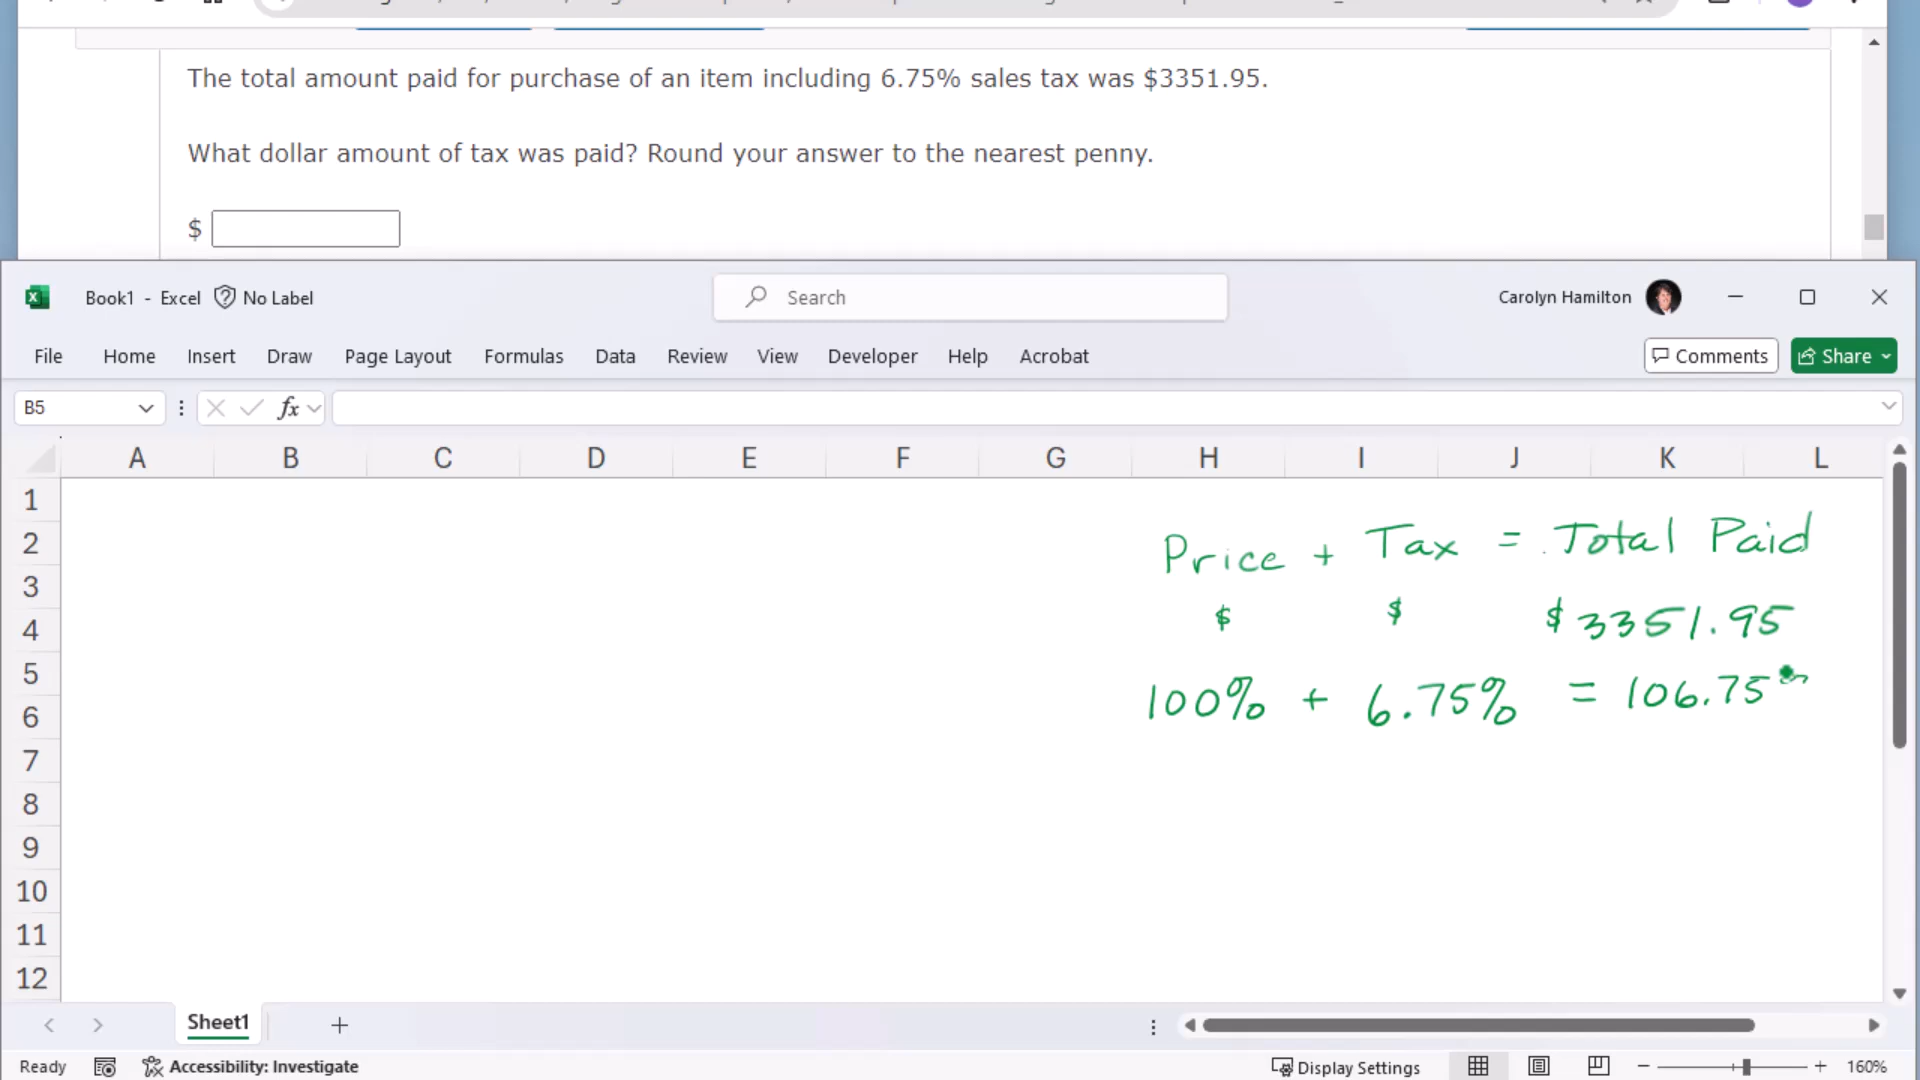 The total amount paid for purchase of an item including 6.75% sales tax was $3351.95.
What dollar amount of tax was paid? Round your answer to the nearest penny.
$
Book1 - Excel No Label Search Carolyn Hamilton
File Home Insert Draw Page Layout Formulas Data Review View Developer Help Acrobat Comments Share
B5 fx
A B C D E F G H I J K L
1
2
3
4
5
6
7
8
9
10
11
12
Price + Tax = Total Paid
$ $ $3351.95
100% + 6.75% = 106.75
Sheet1
Ready Accessibility: Investigate Display Settings 160%